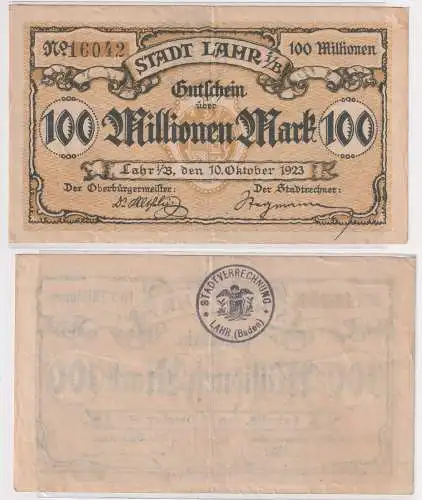 No 16042
STADT LAHR i/B
100 Millionen
Gutschein
über
100 Millionen Mark 100
Lahr i/B, den 10. Oktober 1923
Der Oberbürgermeister:
Der Stadtrechner:
Stegmann
* STADTVERRECHNUNG *
LAHR (Baden)